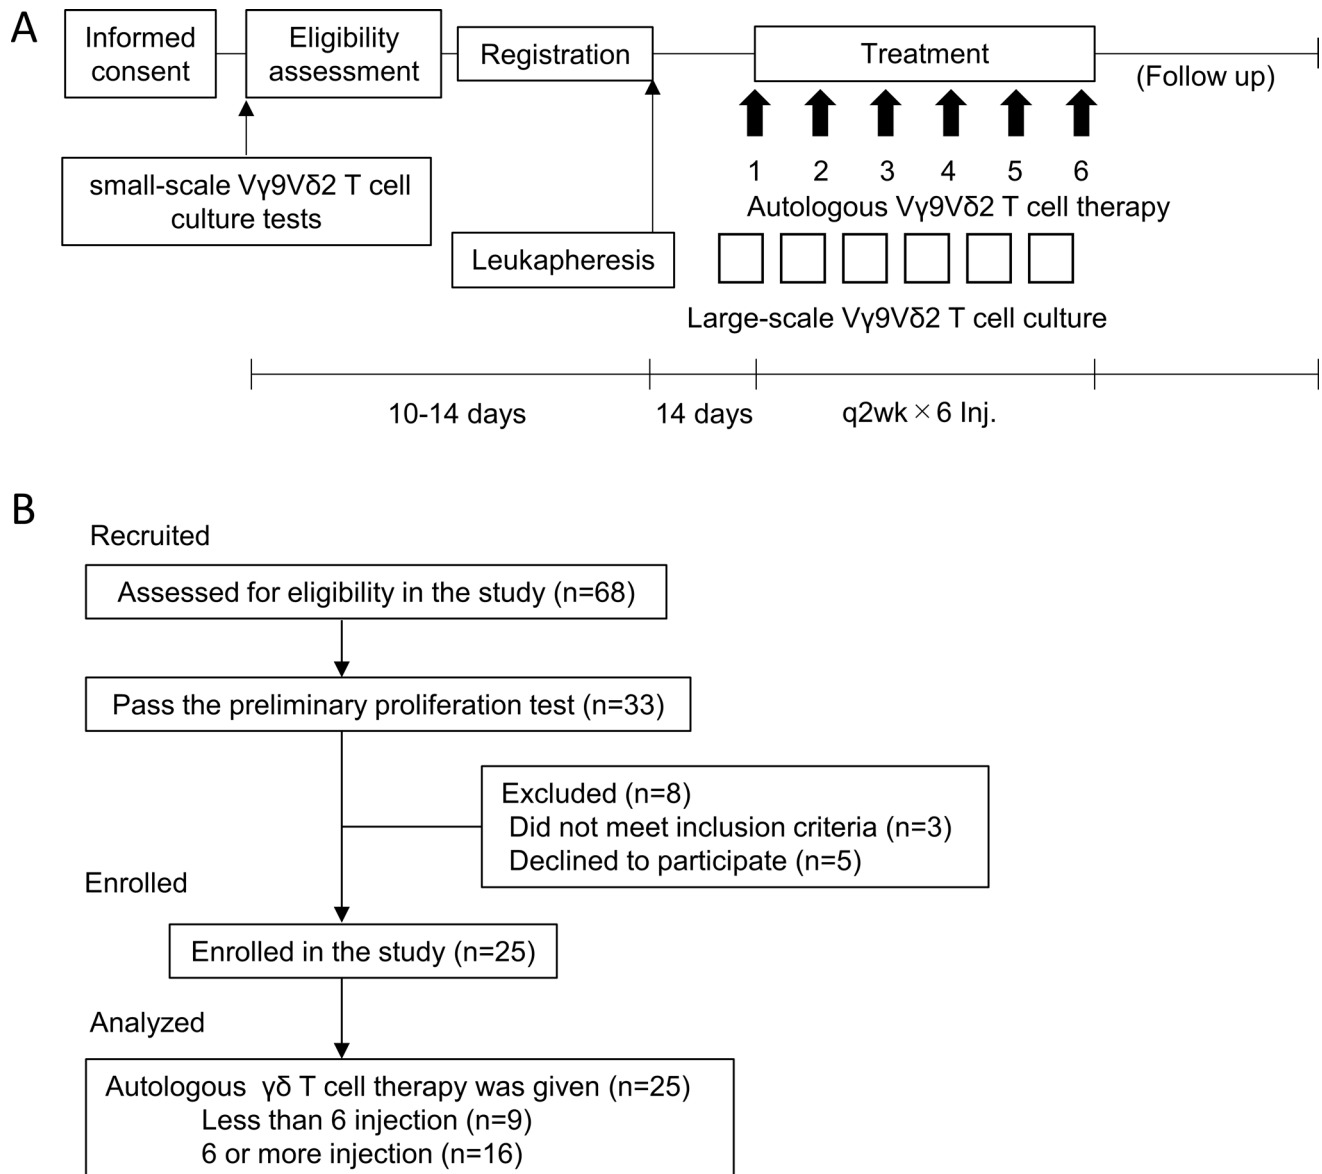 A
Informed
consent
Eligibility
assessment
Registration
Treatment
(Follow up)
small-scale Vγ9Vδ2 T cell
culture tests
1 2 3 4 5 6
Autologous Vγ9Vδ2 T cell therapy
Leukapheresis
Large-scale Vγ9Vδ2 T cell culture
10-14 days
14 days
q2wk×6 Inj.
B
Recruited
Assessed for eligibility in the study (n=68)
Pass the preliminary proliferation test (n=33)
Excluded (n=8)
Did not meet inclusion criteria (n=3)
Declined to participate (n=5)
Enrolled
Enrolled in the study (n=25)
Analyzed
Autologous γδ T cell therapy was given (n=25)
Less than 6 injection (n=9)
6 or more injection (n=16)